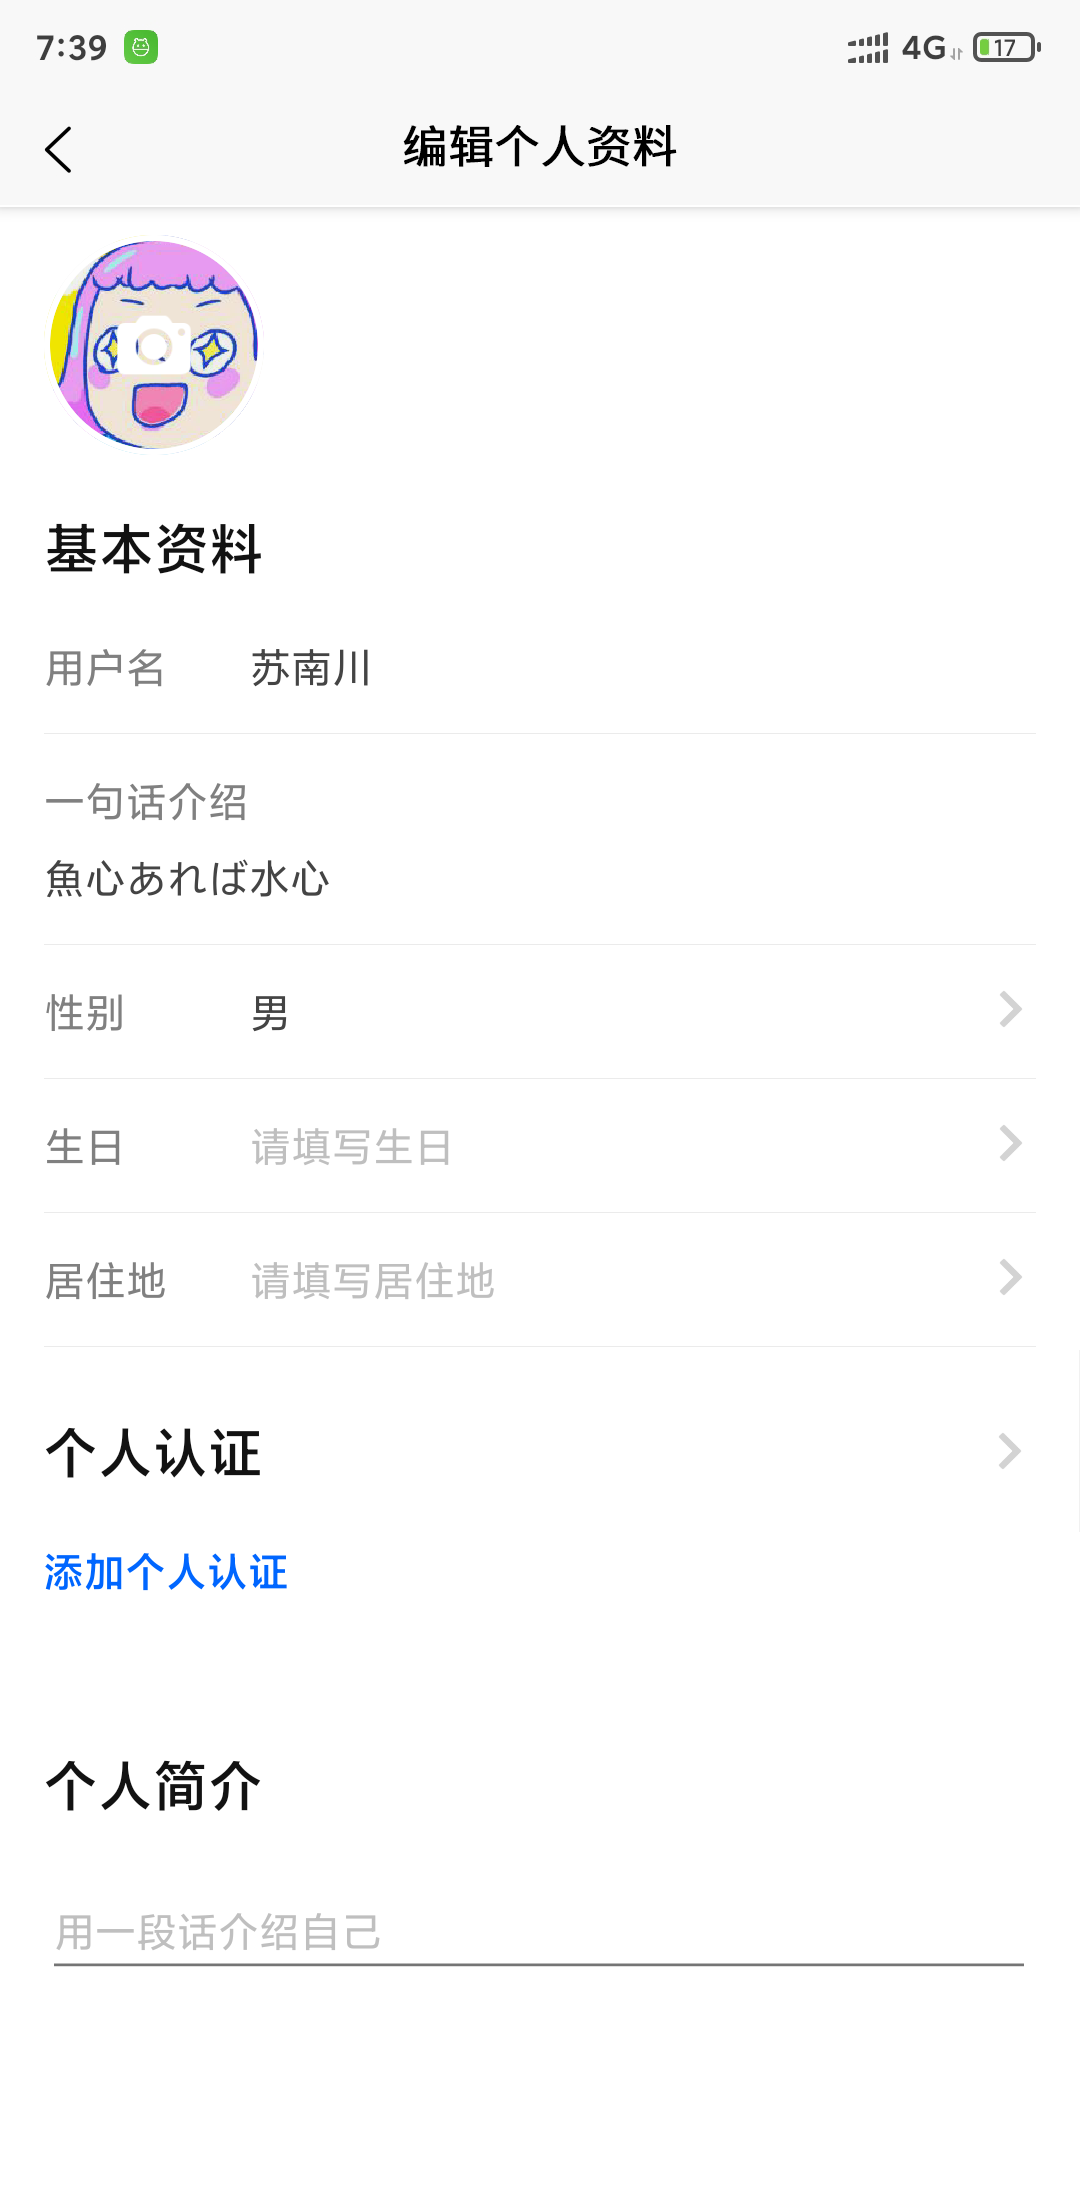 7:39 4G 17
编辑个人资料
基本资料
用户名 苏南川
一句话介绍
魚心あれば水心
性别 男
生日 请填写生日
居住地 请填写居住地
个人认证
添加个人认证
个人简介
用一段话介绍自己